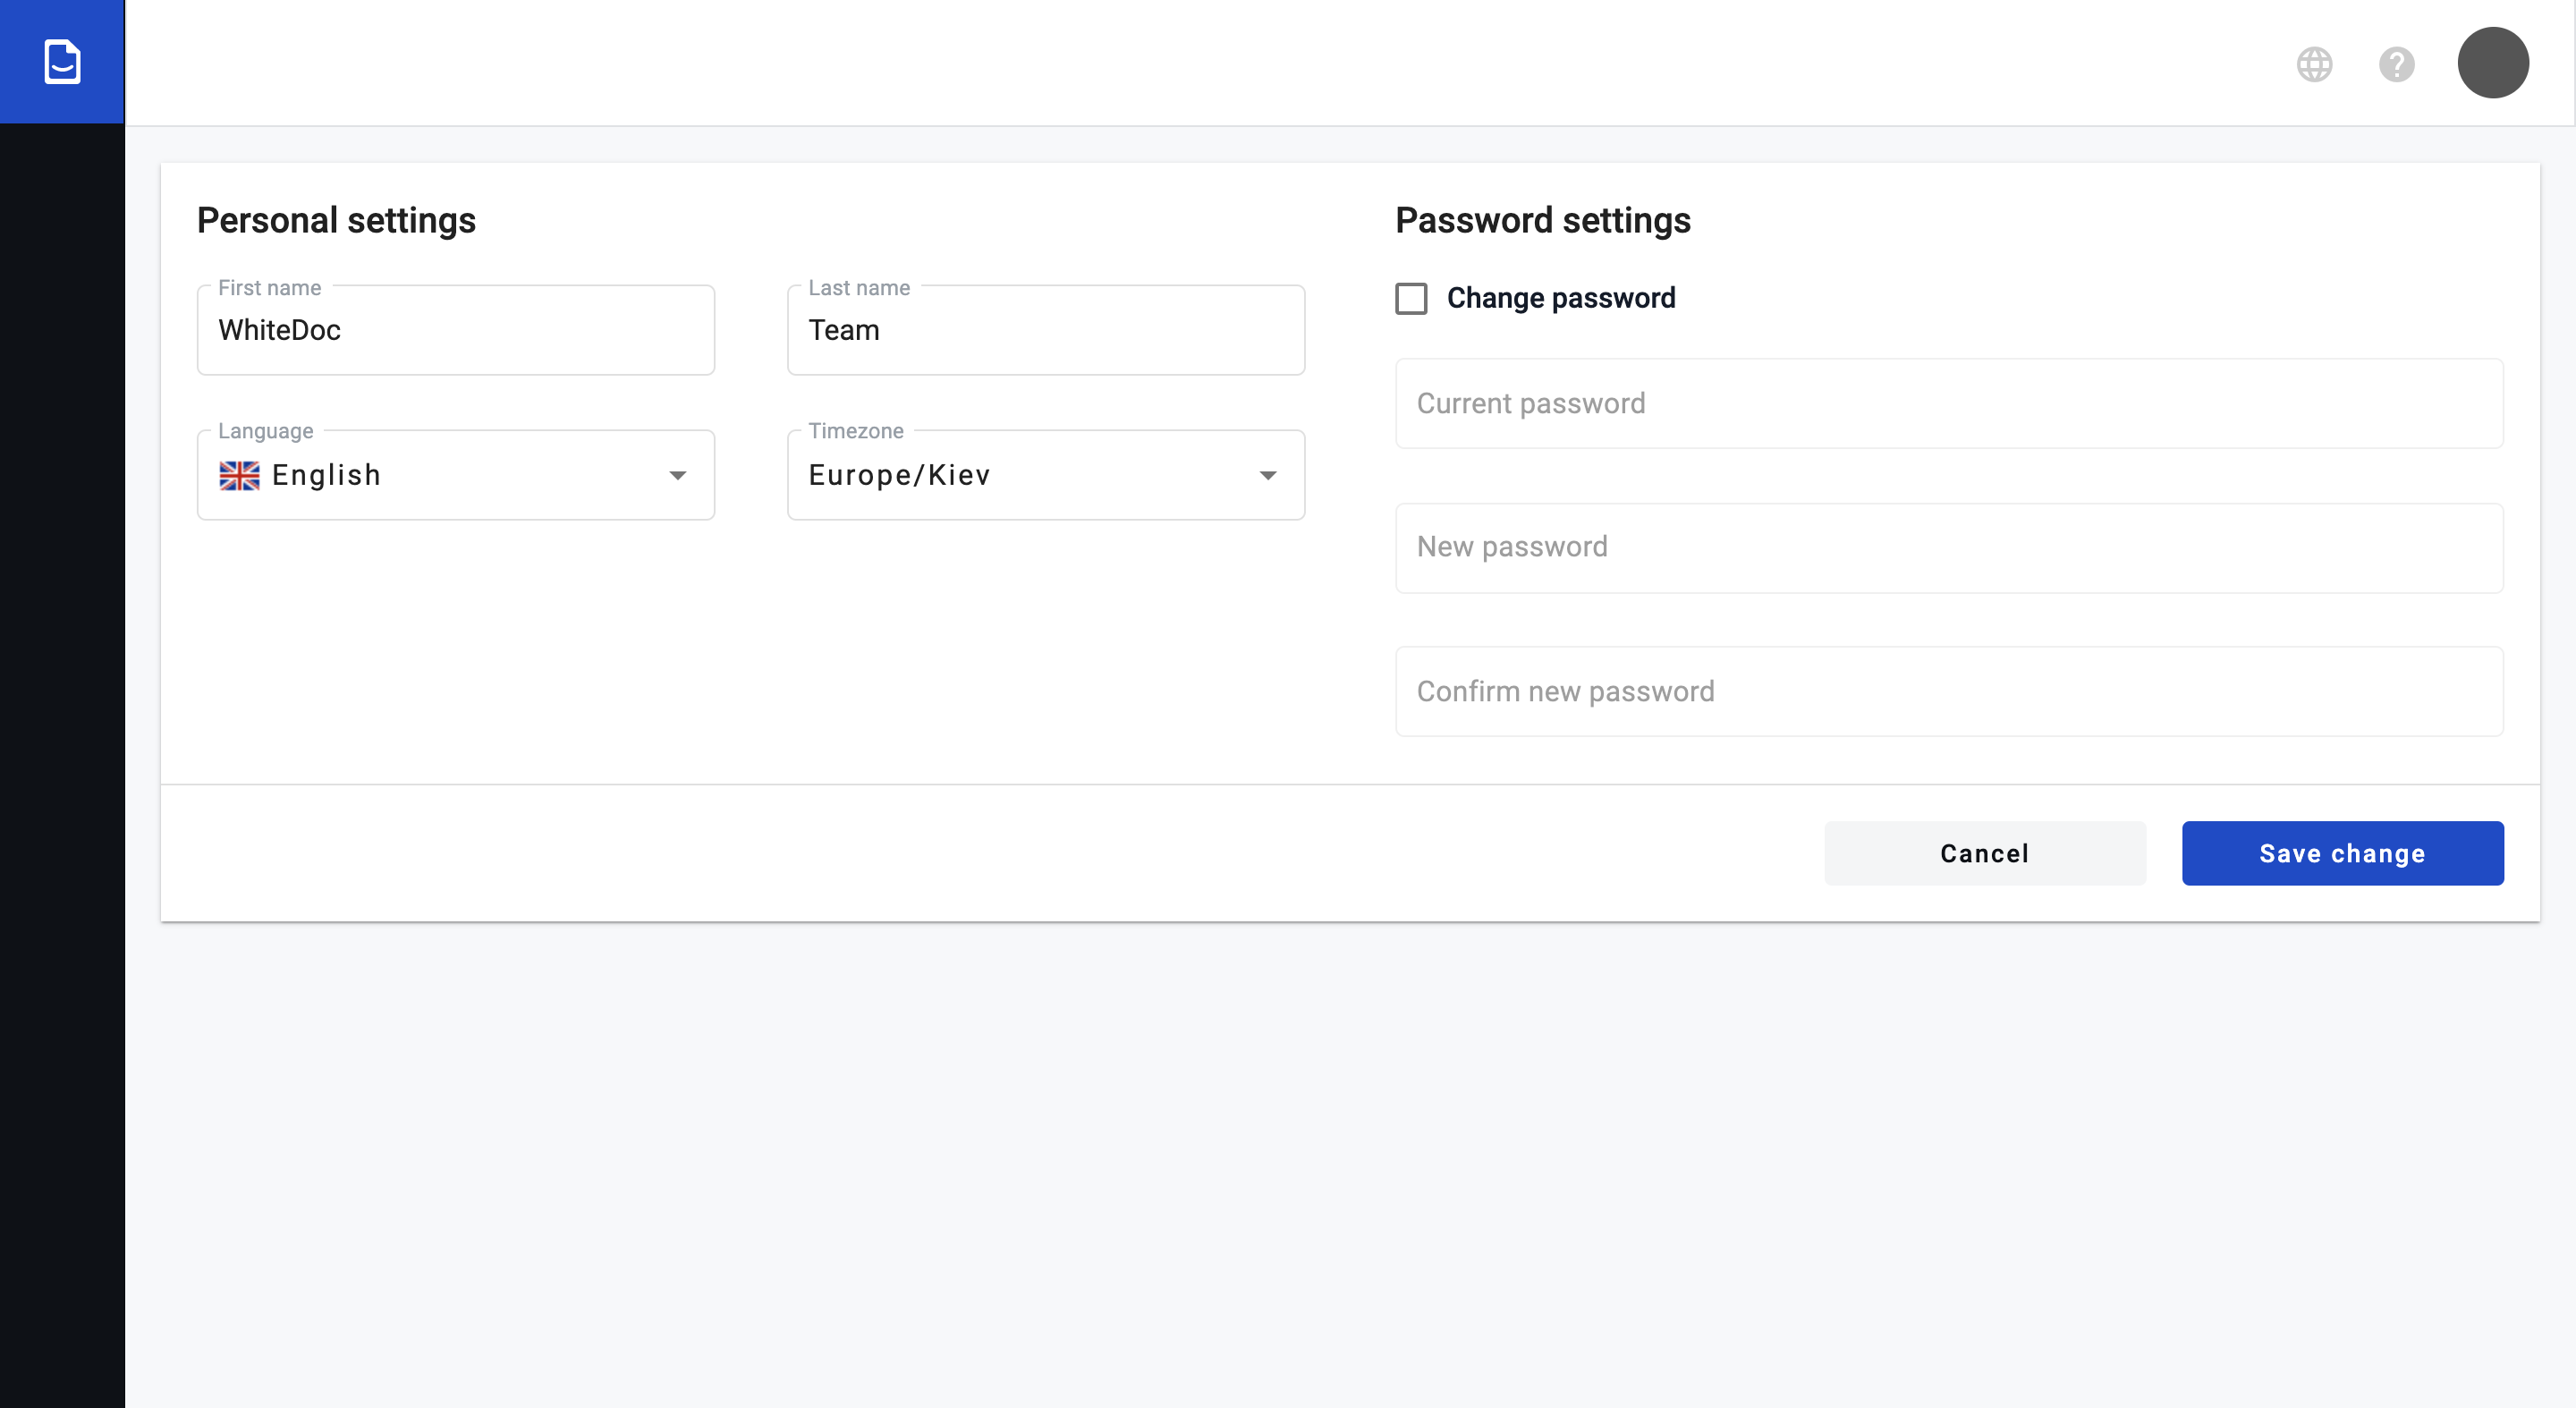 Personal settings
First name
WhiteDoc
Last name
Team
Language
English
Timezone
Europe/Kiev
Password settings
Change password
Current password
New password
Confirm new password
Cancel
Save change